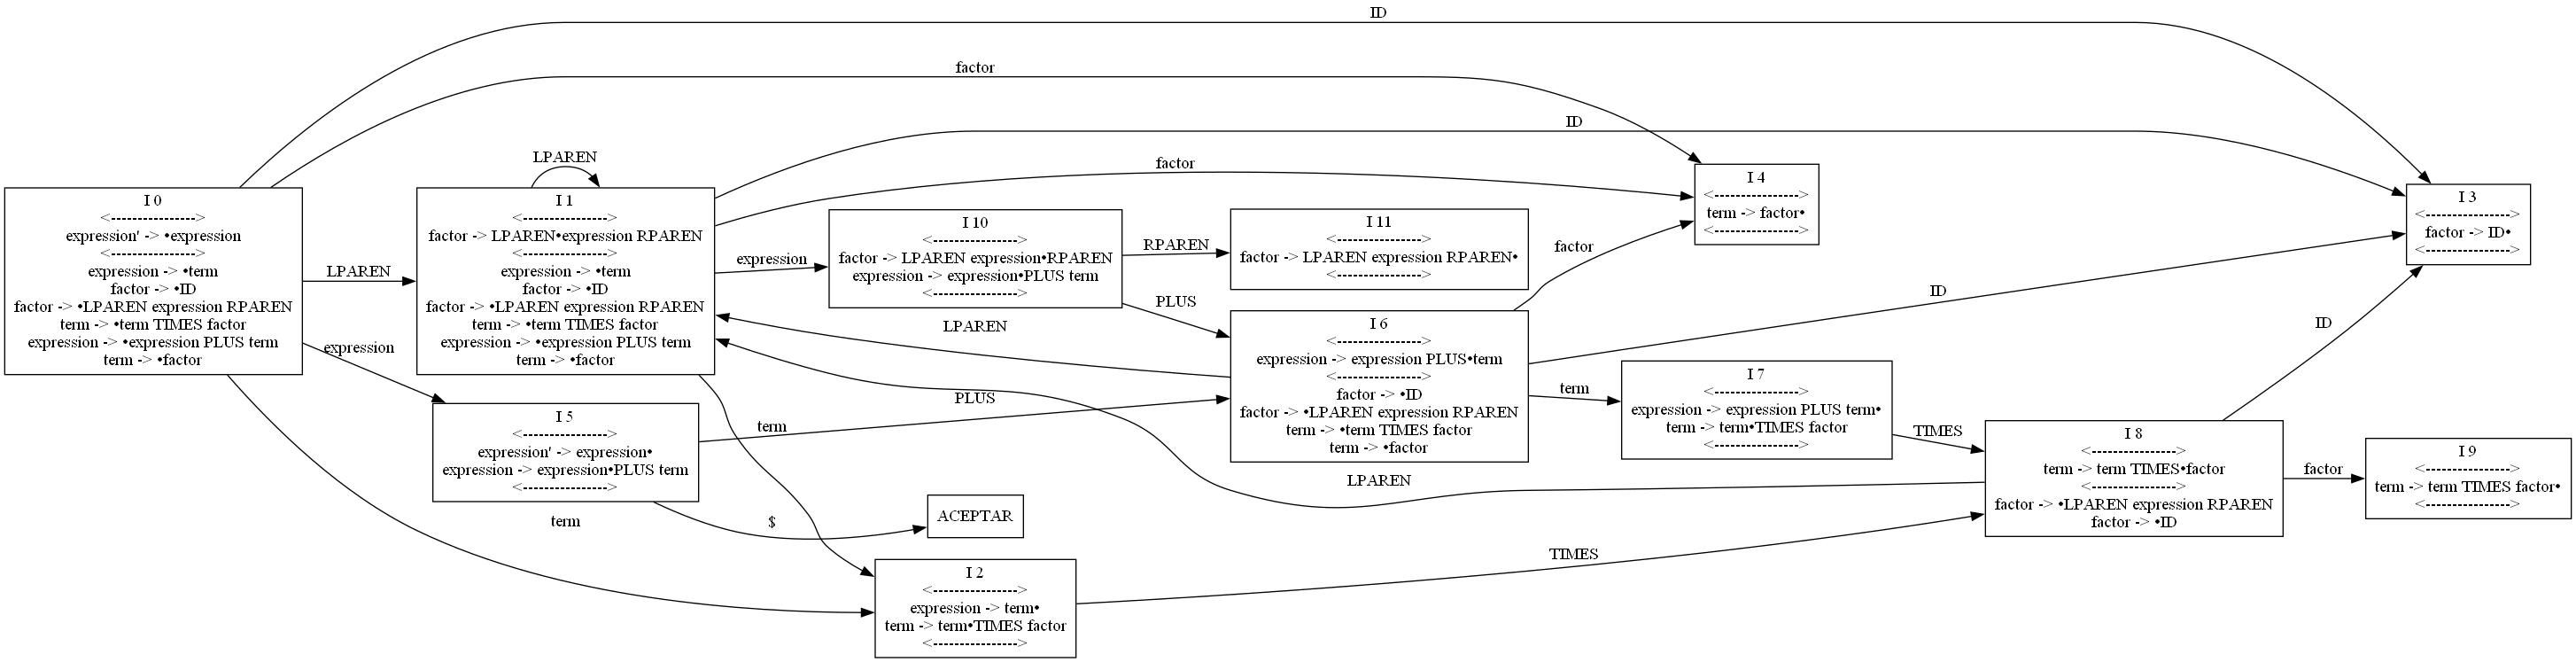 ID
factor
ID
LPAREN
factor
I 0
<---------------->
expression' -> •expression
<---------------->
expression -> •term
factor -> •ID
factor -> •LPAREN expression RPAREN
term -> •term TIMES factor
expression -> •expression PLUS term
term -> •factor
LPAREN
expression
term
I 1
<---------------->
factor -> LPAREN•expression RPAREN
<---------------->
expression -> •term
factor -> •ID
factor -> •LPAREN expression RPAREN
term -> •term TIMES factor
expression -> •expression PLUS term
term -> •factor
expression
term
I 5
<---------------->
expression' -> expression•
expression -> expression•PLUS term
<---------------->
PLUS
$
ACEPTAR
I 2
<---------------->
expression -> term•
term -> term•TIMES factor
<---------------->
TIMES
I 10
<---------------->
factor -> LPAREN expression•RPAREN
expression -> expression•PLUS term
<---------------->
RPAREN
PLUS
I 11
<---------------->
factor -> LPAREN expression RPAREN•
<---------------->
LPAREN
I 6
<---------------->
expression -> expression PLUS•term
<---------------->
factor -> •ID
factor -> •LPAREN expression RPAREN
term -> •term TIMES factor
term -> •factor
factor
ID
term
LPAREN
I 4
<---------------->
term -> factor•
<---------------->
I 7
<---------------->
expression -> expression PLUS term•
term -> term•TIMES factor
<---------------->
TIMES
I 8
<---------------->
term -> term TIMES•factor
<---------------->
factor -> •LPAREN expression RPAREN
factor -> •ID
ID
factor
I 3
<---------------->
factor -> ID•
<---------------->
I 9
<---------------->
term -> term TIMES factor•
<---------------->